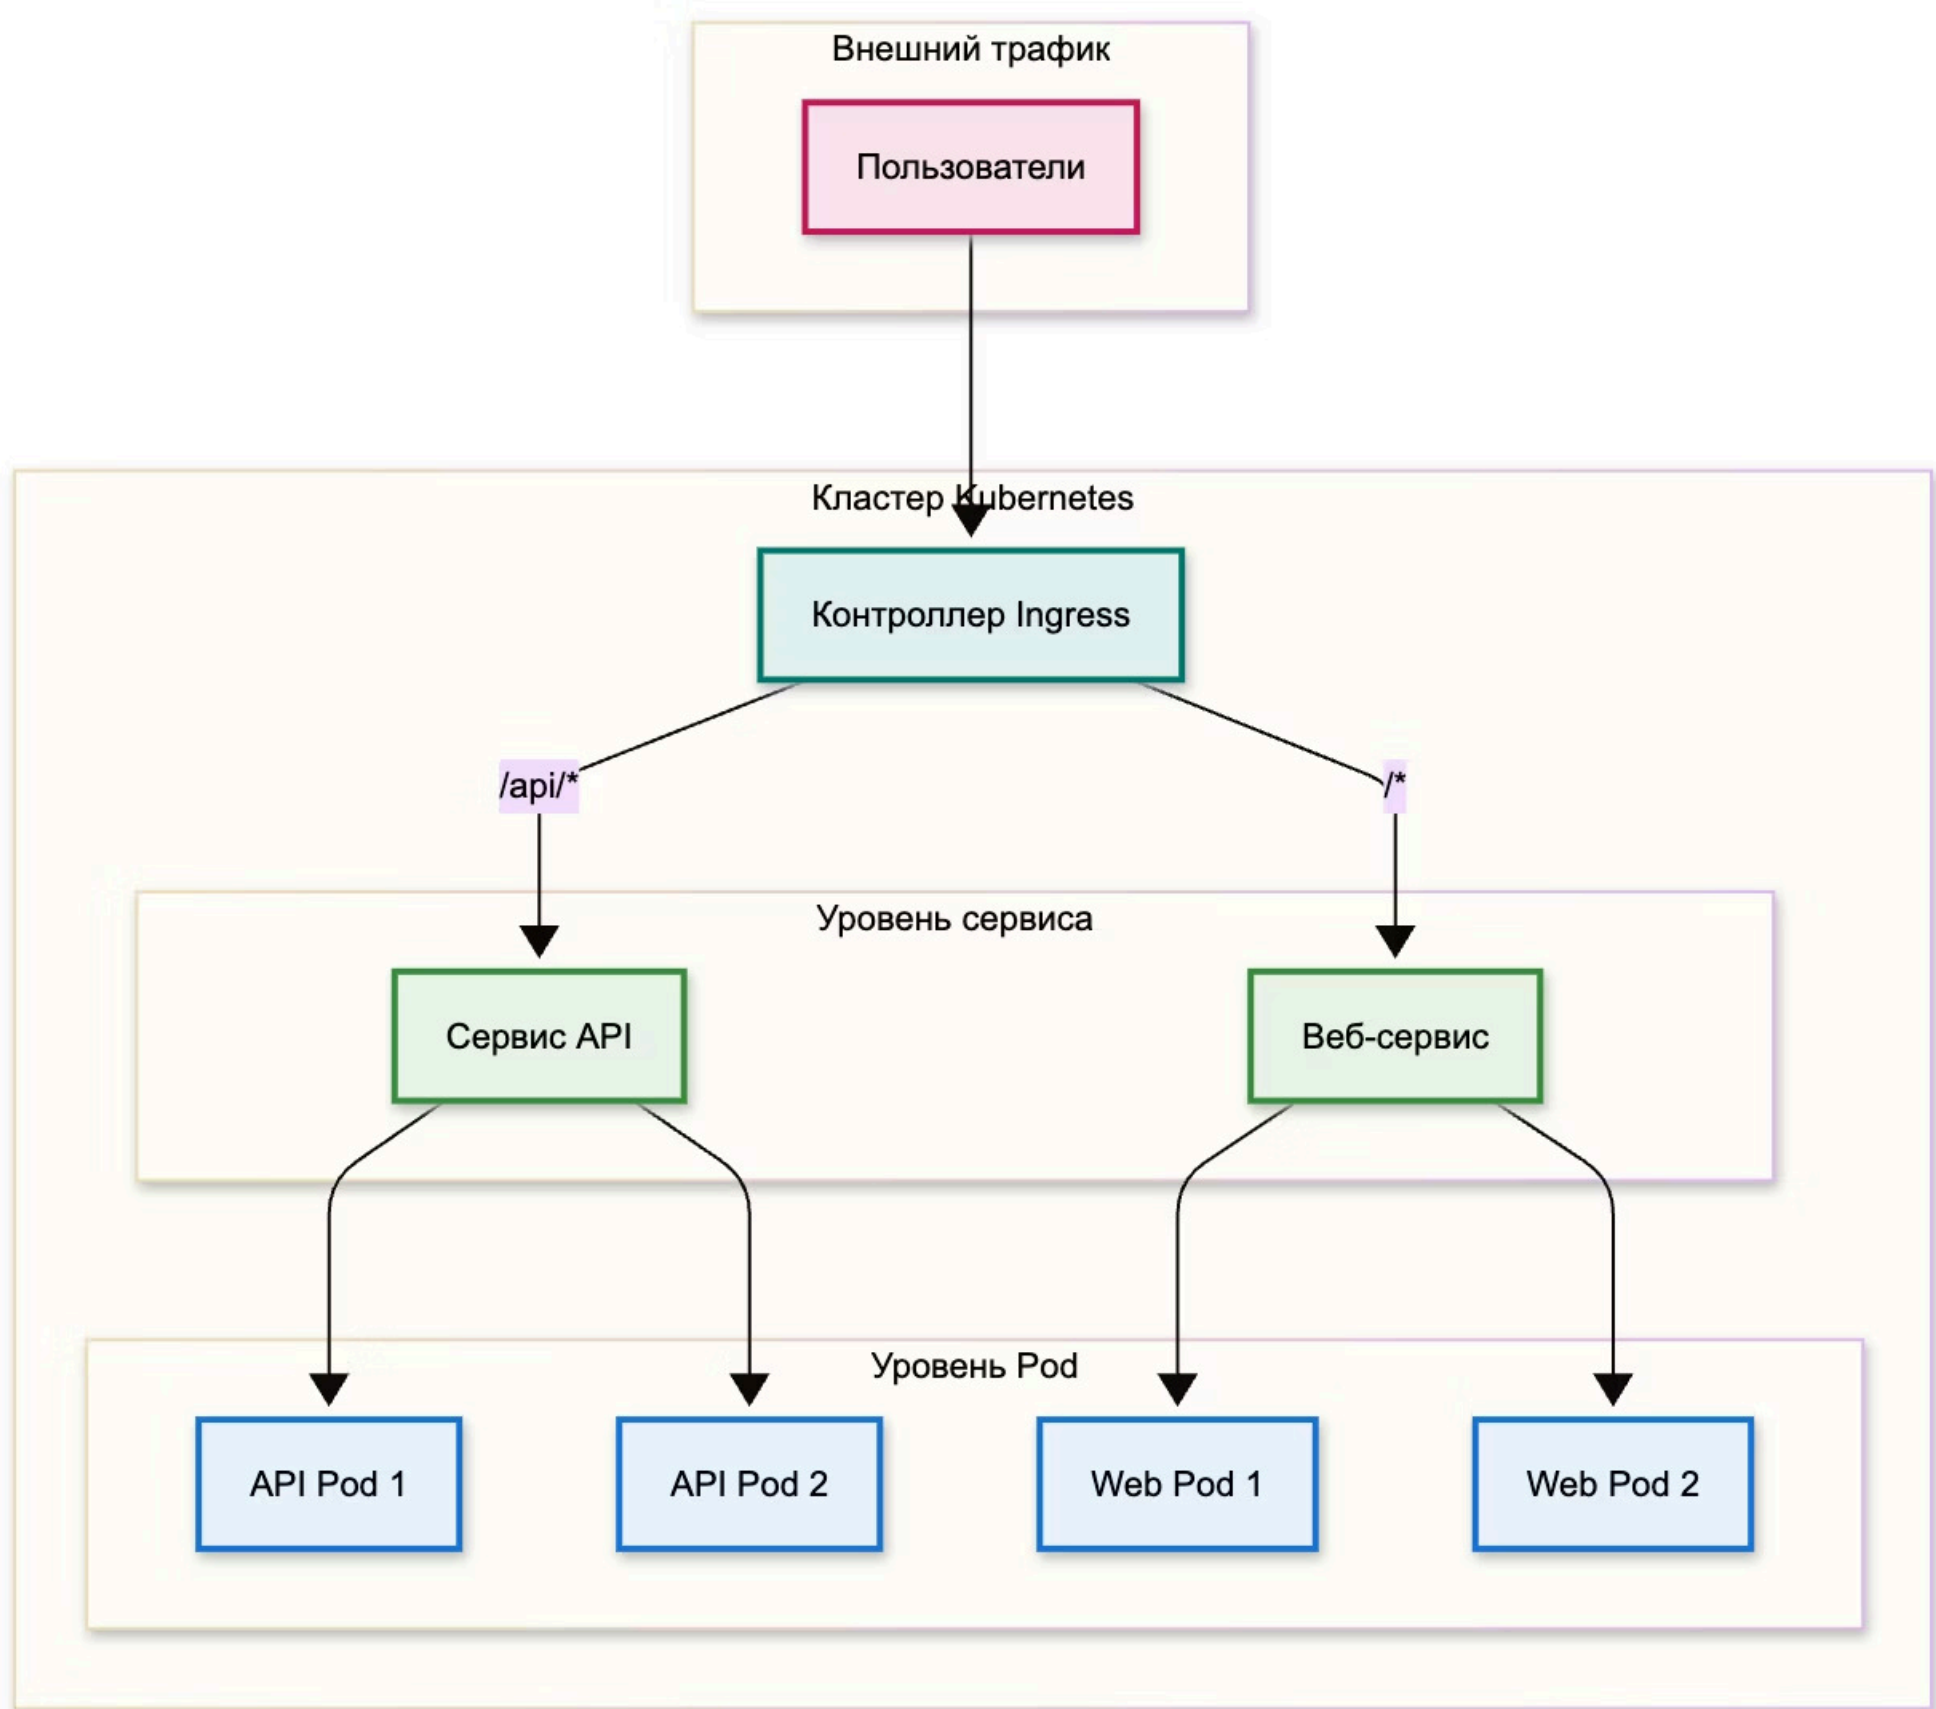 Внешний трафик
Пользователи
Кластер Kubernetes
Контроллер Ingress
/api/*
/*
Уровень сервиса
Сервис API
Веб-сервис
Уровень Pod
API Pod 1
API Pod 2
Web Pod 1
Web Pod 2